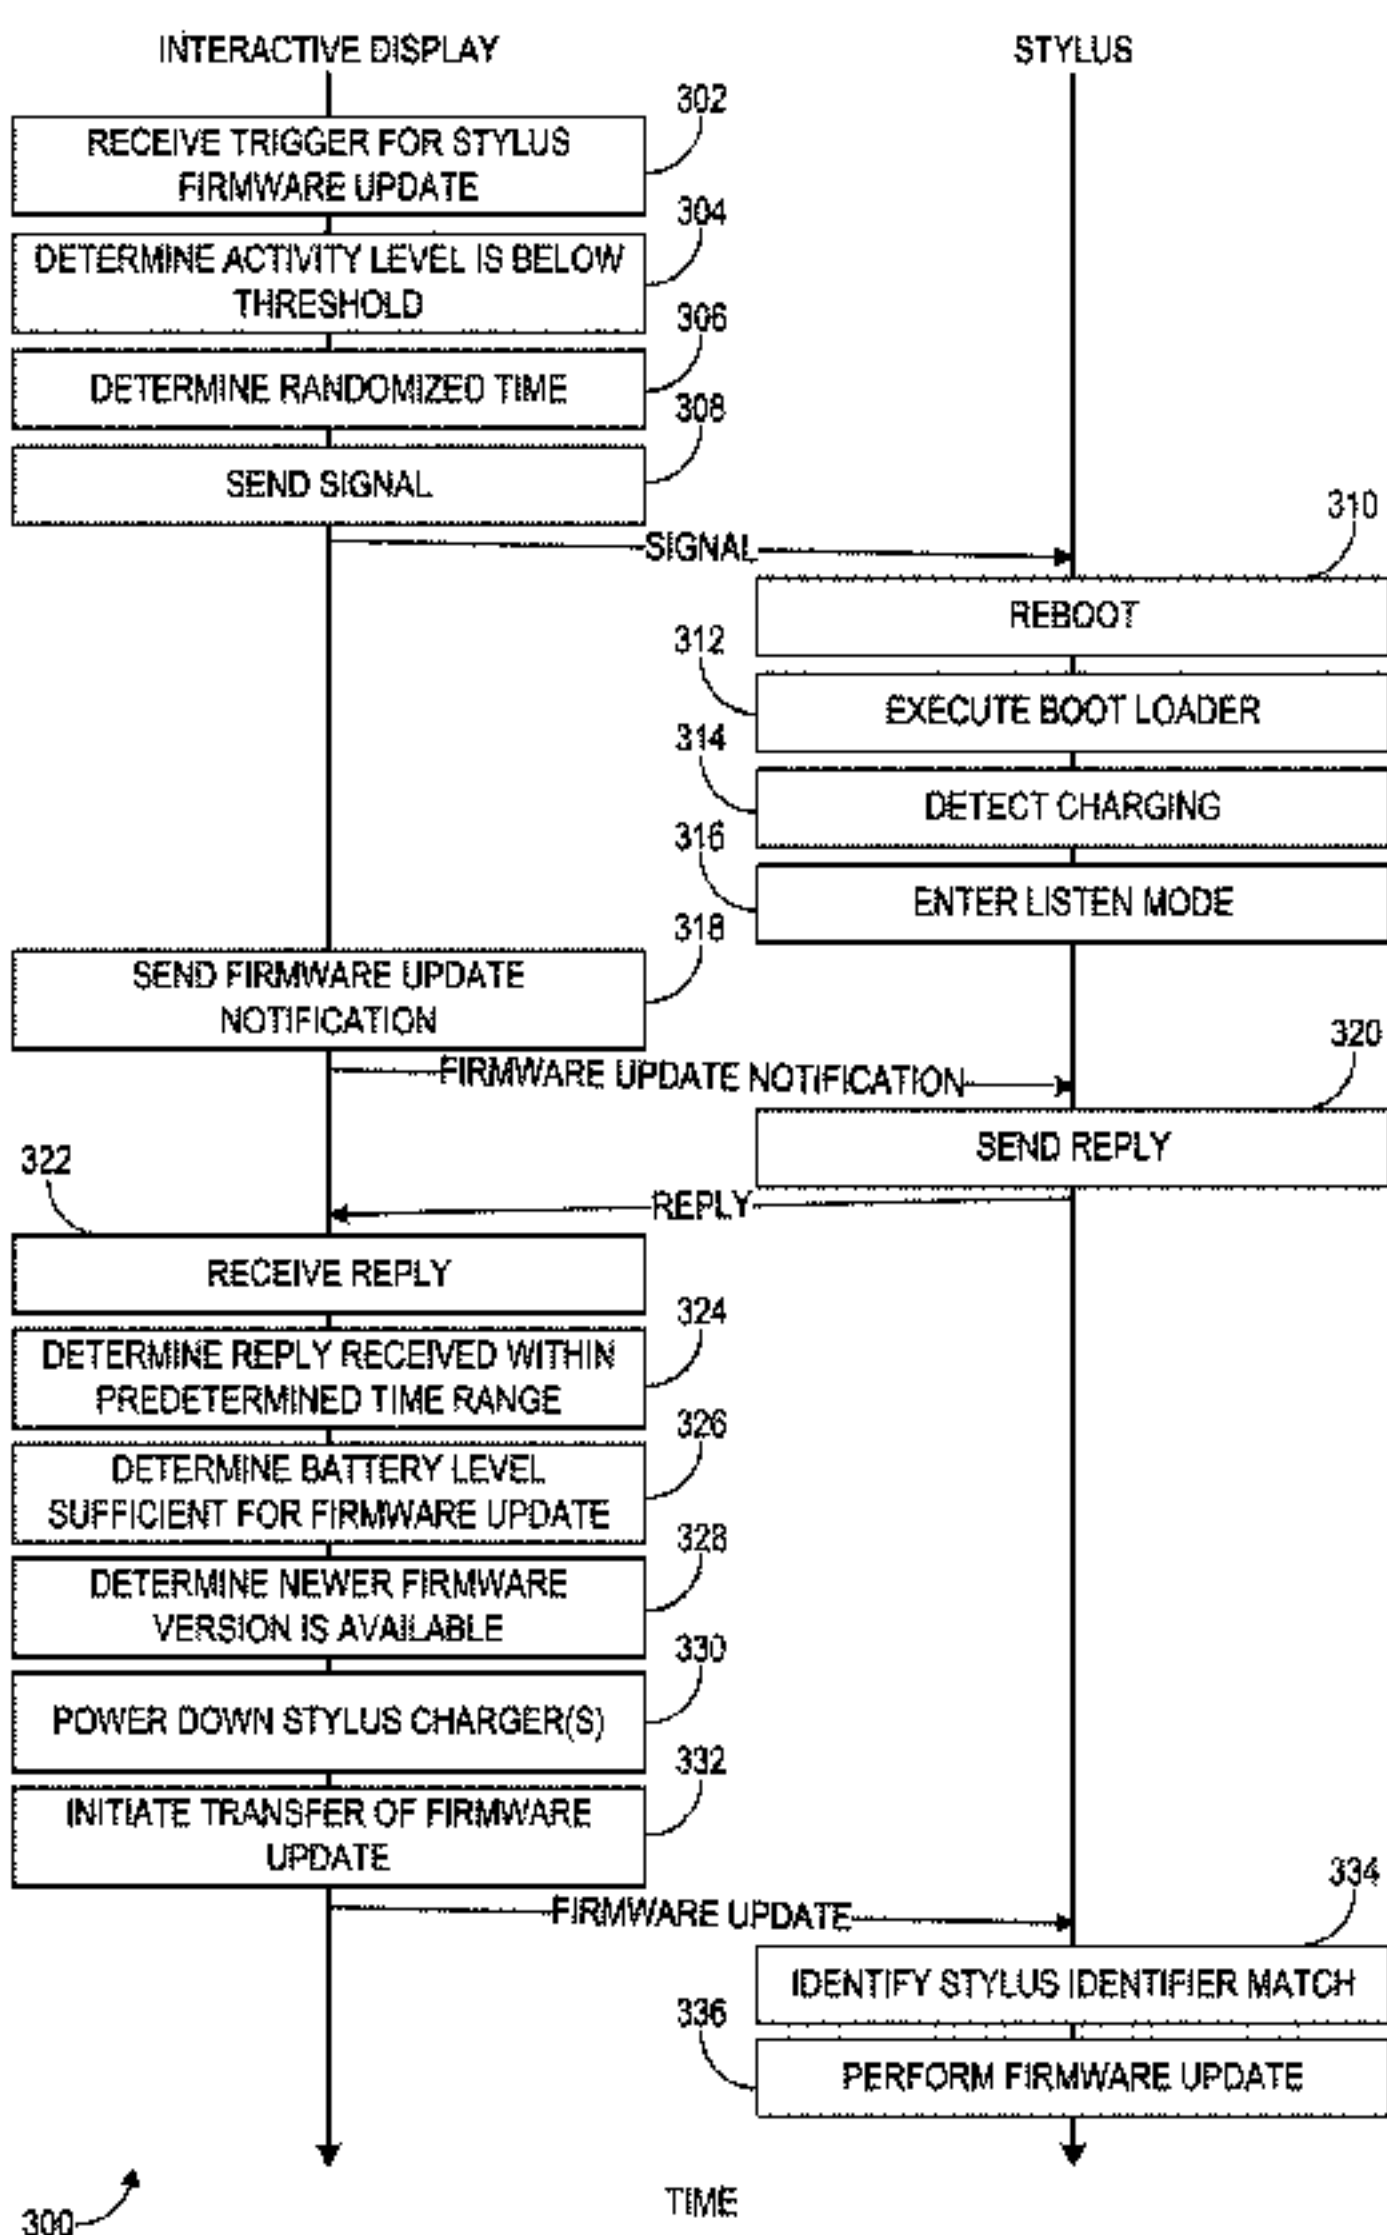 INTERACTIVE DISPLAY
STYLUS
302
RECEIVE TRIGGER FOR STYLUS
FIRMWARE UPDATE
304
DETERMINE ACTIVITY LEVEL IS BELOW
THRESHOLD
306
DETERMINE RANDOMIZED TIME
308
SEND SIGNAL
SIGNAL
310
REBOOT
312
EXECUTE BOOT LOADER
314
DETECT CHARGING
316
ENTER LISTEN MODE
318
SEND FIRMWARE UPDATE
NOTIFICATION
FIRMWARE UPDATE NOTIFICATION
320
SEND REPLY
REPLY
322
RECEIVE REPLY
324
DETERMINE REPLY RECEIVED WITHIN
PREDETERMINED TIME RANGE
326
DETERMINE BATTERY LEVEL
SUFFICIENT FOR FIRMWARE UPDATE
328
DETERMINE NEWER FIRMWARE
VERSION IS AVAILABLE
330
POWER DOWN STYLUS CHARGER(S)
332
INITIATE TRANSFER OF FIRMWARE
UPDATE
FIRMWARE UPDATE
334
IDENTIFY STYLUS IDENTIFIER MATCH
336
PERFORM FIRMWARE UPDATE
TIME
300